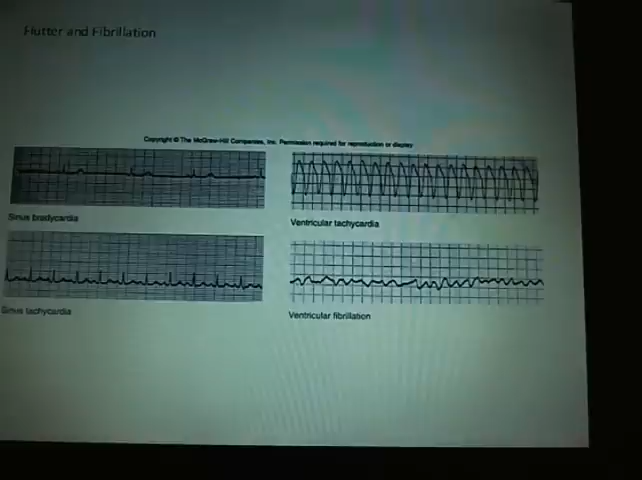 Flutter and Fibrillation
Copyright © The McGraw-Hill Companies, Inc. Permission required for reproduction or display
Sinus bradycardia
Ventricular tachycardia
Sinus tachycardia
Ventricular fibrillation